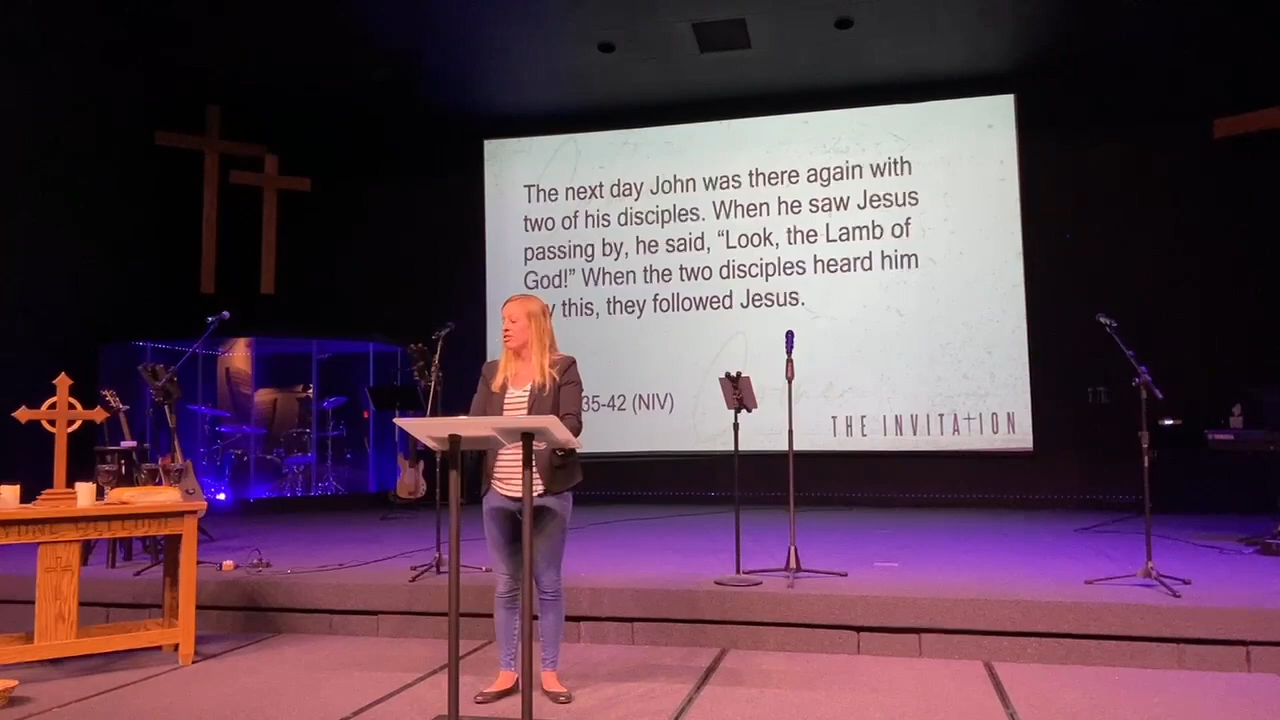 The next day John was there again with
two of his disciples. When he saw Jesus
passing by, he said, “Look, the Lamb of
God!” When the two disciples heard him
this, they followed Jesus.
35-42 (NIV)
THE INVITATION
WELCOME